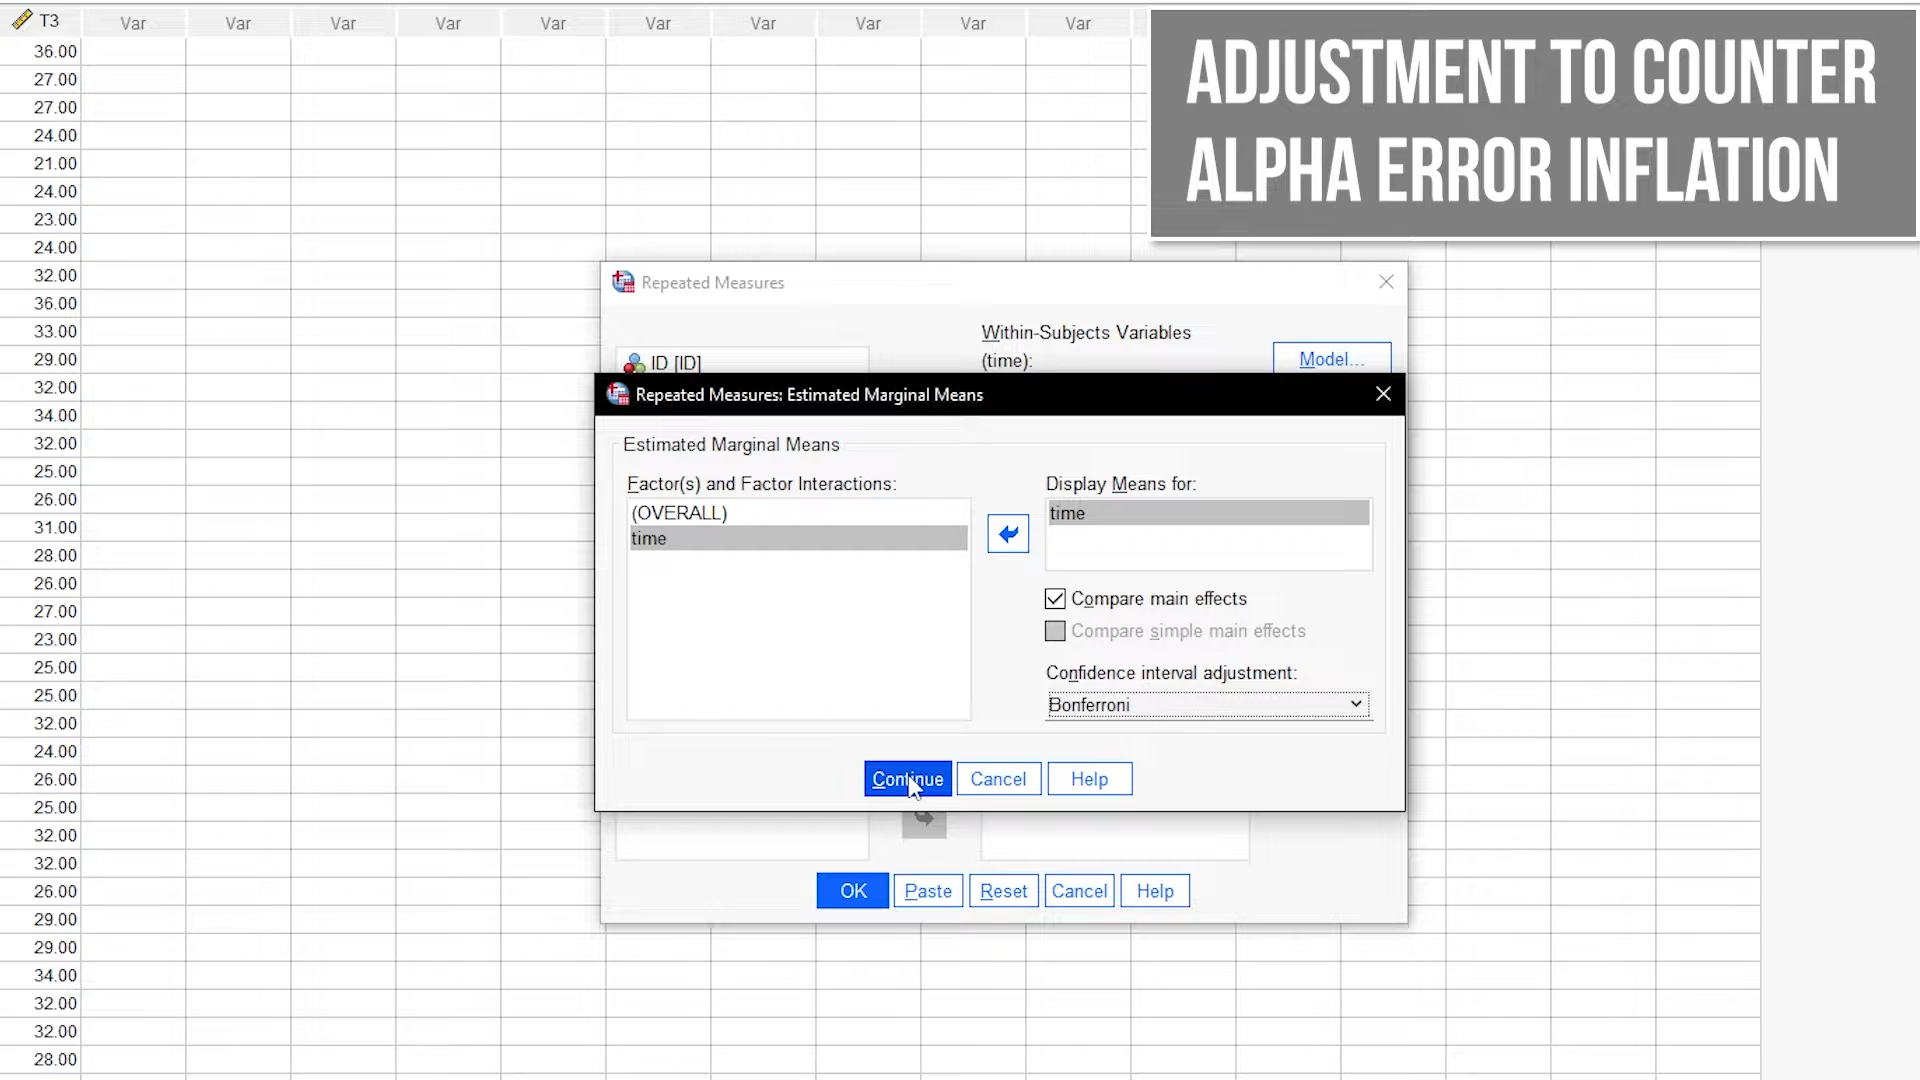 T3 Var Var Var Var Var Var Var Var Var Var
36.00
27.00
27.00
24.00
21.00
24.00
23.00
24.00
32.00
36.00
33.00
29.00
32.00
34.00
32.00
25.00
26.00
31.00
28.00
26.00
27.00
23.00
25.00
25.00
32.00
24.00
26.00
25.00
32.00
32.00
26.00
29.00
29.00
34.00
32.00
32.00
28.00
ADJUSTMENT TO COUNTER
ALPHA ERROR INFLATION
Repeated Measures
Within-Subjects Variables
(time):
ID [ID]
Model...
Repeated Measures: Estimated Marginal Means
Estimated Marginal Means
Factor(s) and Factor Interactions:
(OVERALL)
time
Display Means for:
time
Compare main effects
Compare simple main effects
Confidence interval adjustment:
Bonferroni
Continue Cancel Help
OK Paste Reset Cancel Help